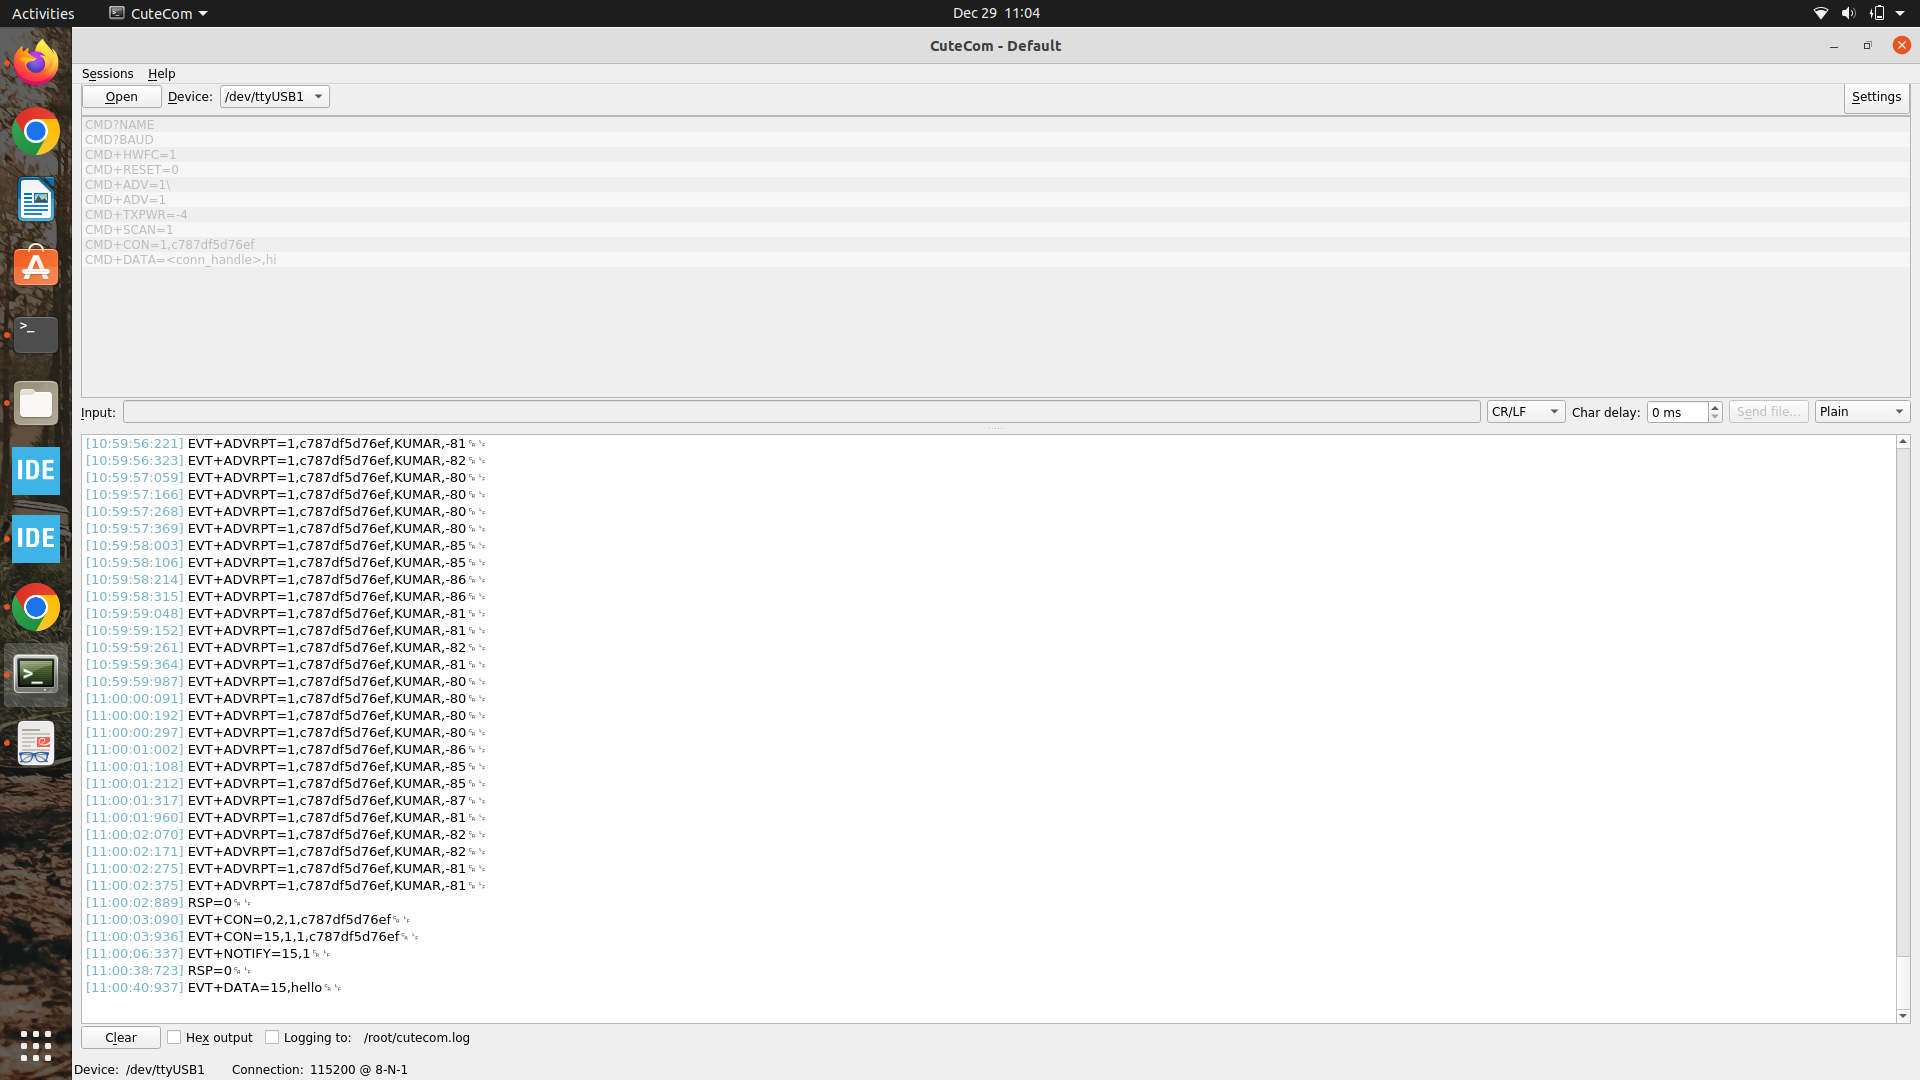 Activities CuteCom Dec 29 11:04
CuteCom - Default
Sessions Help
Open Device: /dev/ttyUSB1 Settings
CMD?NAME
CMD?BAUD
CMD+HWFC=1
CMD+RESET=0
CMD+ADV=1\
CMD+ADV=1
CMD+TXPWR=-4
CMD+SCAN=1
CMD+CON=1,c787df5d76ef
CMD+DATA=<conn_handle>,hi
Input: CR/LF Char delay: 0 ms Send file... Plain
[10:59:56:221] EVT+ADVRPT=1,c787df5d76ef,KUMAR,-81␍␊
[10:59:56:323] EVT+ADVRPT=1,c787df5d76ef,KUMAR,-82␍␊
[10:59:57:059] EVT+ADVRPT=1,c787df5d76ef,KUMAR,-80␍␊
[10:59:57:166] EVT+ADVRPT=1,c787df5d76ef,KUMAR,-80␍␊
[10:59:57:268] EVT+ADVRPT=1,c787df5d76ef,KUMAR,-80␍␊
[10:59:57:369] EVT+ADVRPT=1,c787df5d76ef,KUMAR,-80␍␊
[10:59:58:003] EVT+ADVRPT=1,c787df5d76ef,KUMAR,-85␍␊
[10:59:58:106] EVT+ADVRPT=1,c787df5d76ef,KUMAR,-85␍␊
[10:59:58:214] EVT+ADVRPT=1,c787df5d76ef,KUMAR,-86␍␊
[10:59:58:315] EVT+ADVRPT=1,c787df5d76ef,KUMAR,-86␍␊
[10:59:59:048] EVT+ADVRPT=1,c787df5d76ef,KUMAR,-81␍␊
[10:59:59:152] EVT+ADVRPT=1,c787df5d76ef,KUMAR,-81␍␊
[10:59:59:261] EVT+ADVRPT=1,c787df5d76ef,KUMAR,-82␍␊
[10:59:59:364] EVT+ADVRPT=1,c787df5d76ef,KUMAR,-81␍␊
[10:59:59:987] EVT+ADVRPT=1,c787df5d76ef,KUMAR,-80␍␊
[11:00:00:091] EVT+ADVRPT=1,c787df5d76ef,KUMAR,-80␍␊
[11:00:00:192] EVT+ADVRPT=1,c787df5d76ef,KUMAR,-80␍␊
[11:00:00:297] EVT+ADVRPT=1,c787df5d76ef,KUMAR,-80␍␊
[11:00:01:002] EVT+ADVRPT=1,c787df5d76ef,KUMAR,-86␍␊
[11:00:01:108] EVT+ADVRPT=1,c787df5d76ef,KUMAR,-85␍␊
[11:00:01:212] EVT+ADVRPT=1,c787df5d76ef,KUMAR,-85␍␊
[11:00:01:317] EVT+ADVRPT=1,c787df5d76ef,KUMAR,-87␍␊
[11:00:01:960] EVT+ADVRPT=1,c787df5d76ef,KUMAR,-81␍␊
[11:00:02:070] EVT+ADVRPT=1,c787df5d76ef,KUMAR,-82␍␊
[11:00:02:171] EVT+ADVRPT=1,c787df5d76ef,KUMAR,-82␍␊
[11:00:02:275] EVT+ADVRPT=1,c787df5d76ef,KUMAR,-81␍␊
[11:00:02:375] EVT+ADVRPT=1,c787df5d76ef,KUMAR,-81␍␊
[11:00:02:889] RSP=0␍␊
[11:00:03:090] EVT+CON=0,2,1,c787df5d76ef␍␊
[11:00:03:936] EVT+CON=15,1,1,c787df5d76ef␍␊
[11:00:06:337] EVT+NOTIFY=15,1␍␊
[11:00:38:723] RSP=0␍␊
[11:00:40:937] EVT+DATA=15,hello␍␊
Clear Hex output Logging to: /root/cutecom.log
Device: /dev/ttyUSB1 Connection: 115200 @ 8-N-1
>_
IDE
IDE
>_